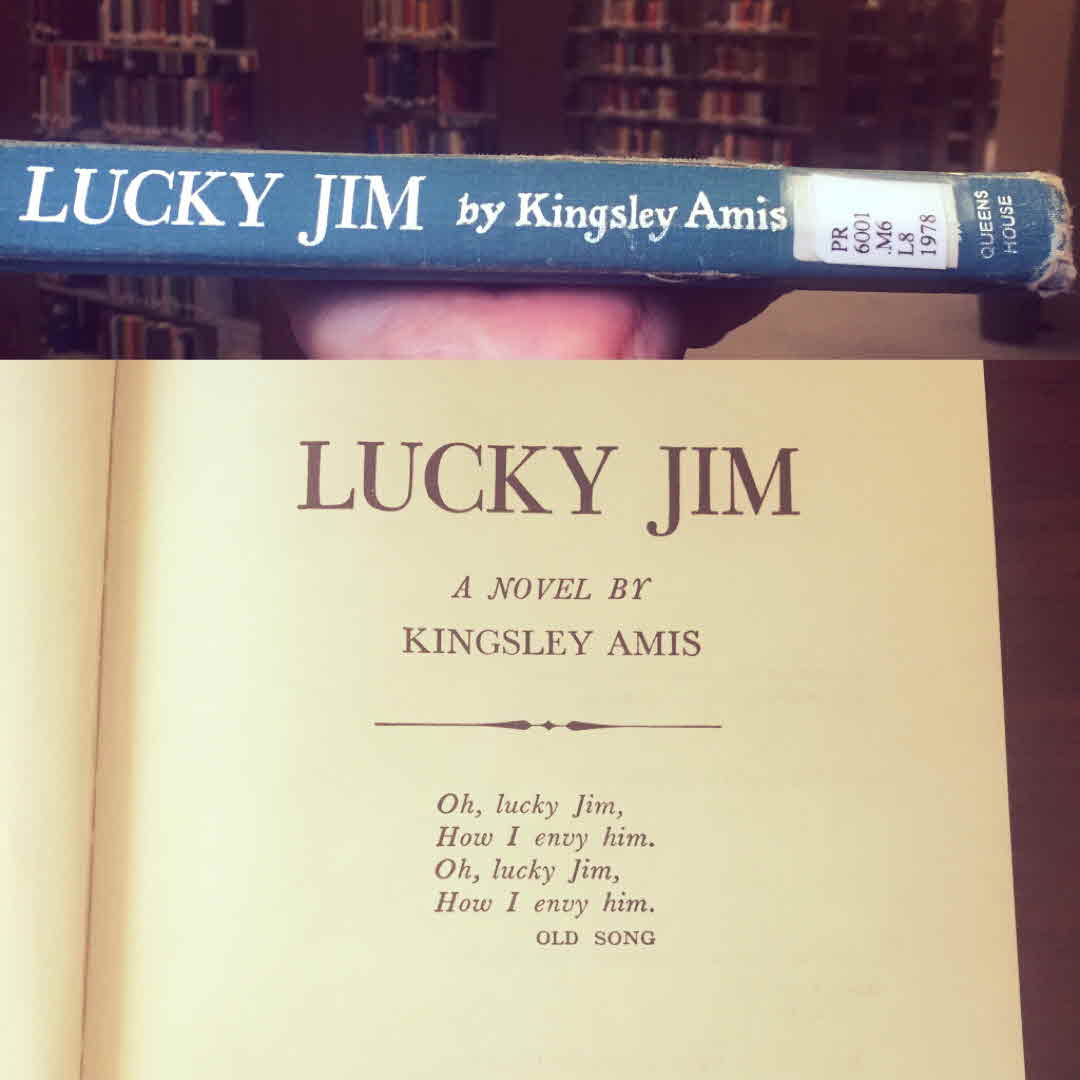 LUCKY JIM by Kingsley Amis
PR
6001
.M6
L8
1978
QUEENS
HOUSE
LUCKY JIM
A NOVEL BY
KINGSLEY AMIS
Oh, lucky Jim,
How I envy him.
Oh, lucky Jim,
How I envy him.
OLD SONG